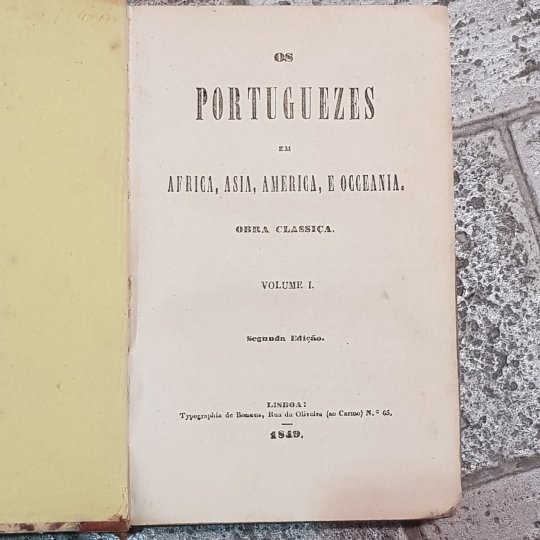 OS
PORTUGUEZES
EM
AFRICA, ASIA, AMERICA, E OCCEANIA.
OBRA CLASSICA.
VOLUME I.
Segunda Edição.
LISBOA:
Typographia de Borges, Rua da Oliveira (ao Carmo) N.º 65.
1849.